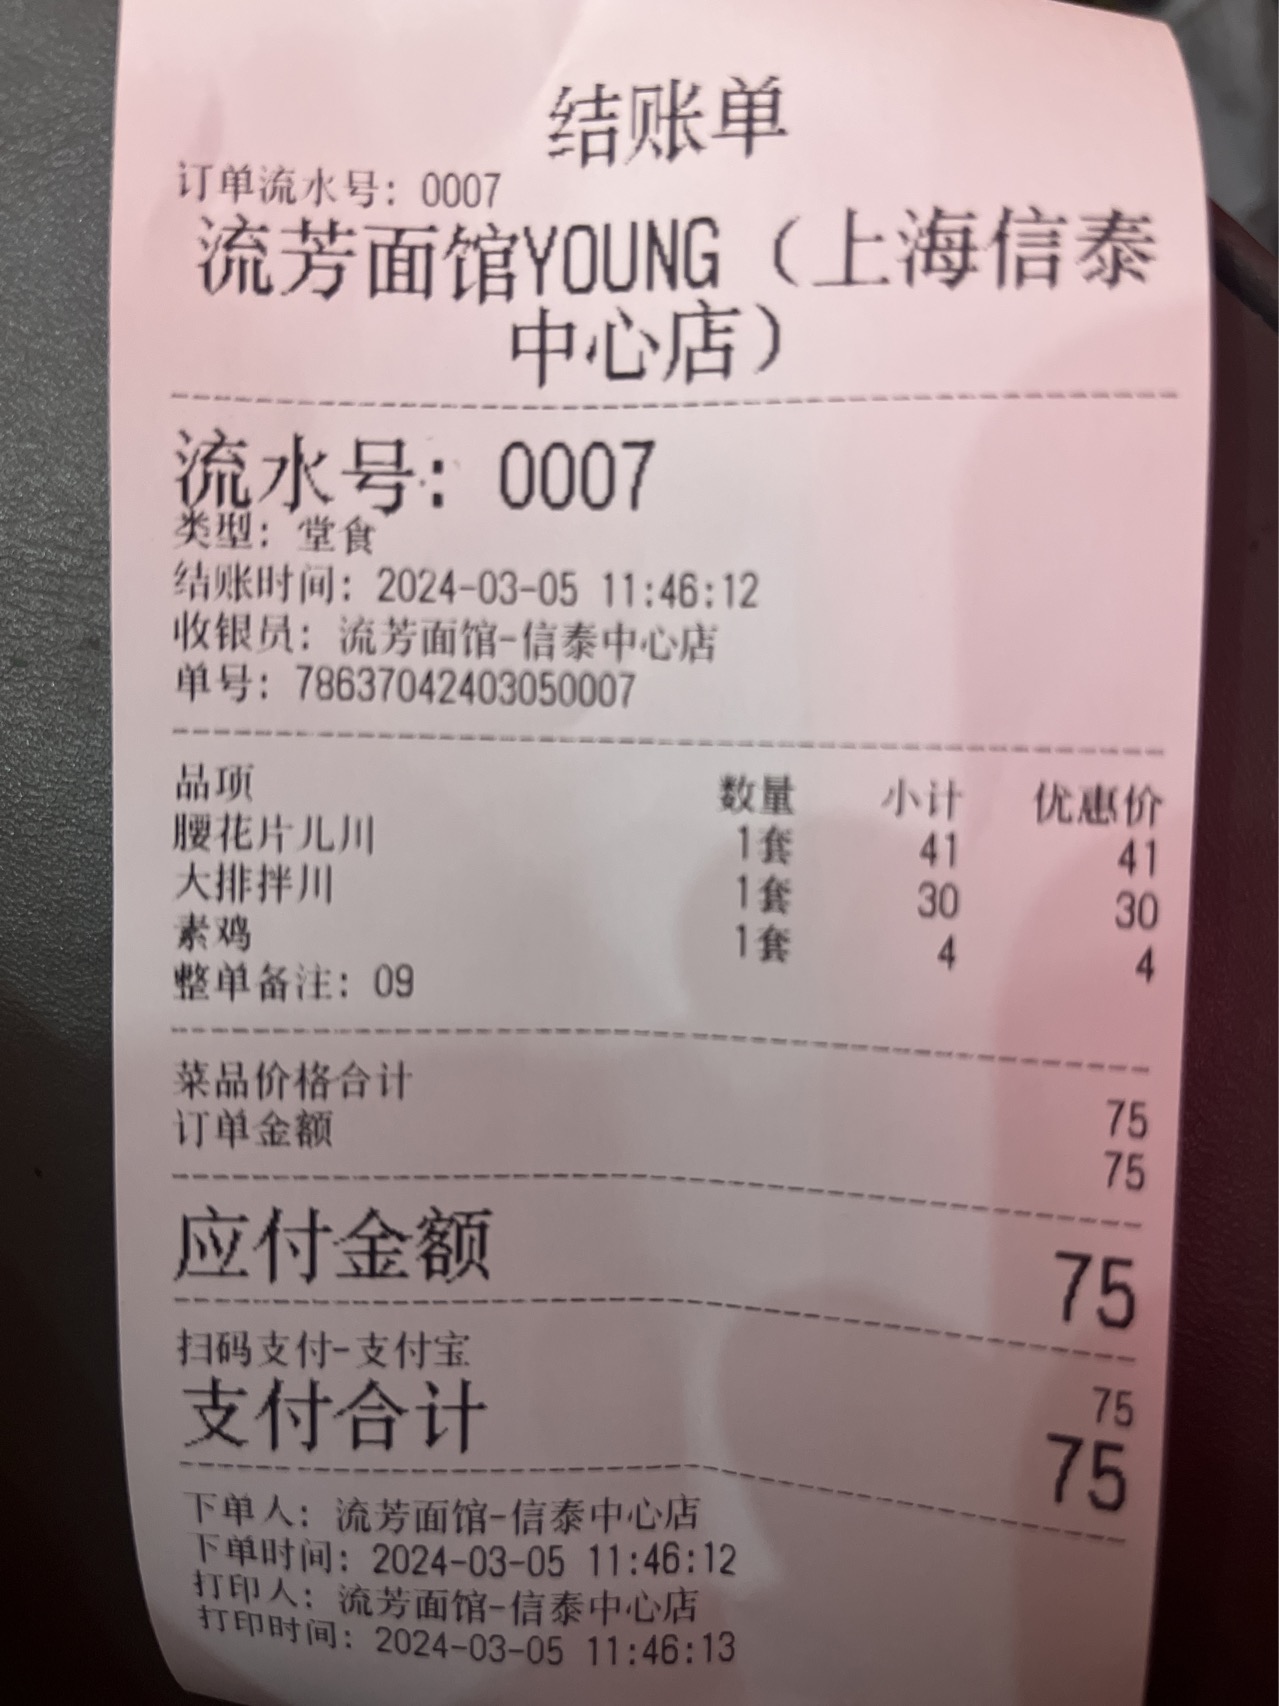 结账单
订单流水号: 0007
流芳面馆YOUNG（上海信泰
中心店）
流水号: 0007
类型: 堂食
结账时间: 2024-03-05 11:46:12
收银员: 流芳面馆-信泰中心店
单号: 78637042403050007
品项 数量 小计 优惠价
腰花片儿川 1套 41 41
大排拌川 1套 30 30
素鸡 1套 4 4
整单备注: 09
菜品价格合计 75
订单金额 75
应付金额 75
扫码支付-支付宝 75
支付合计 75
下单人: 流芳面馆-信泰中心店
下单时间: 2024-03-05 11:46:12
打印人: 流芳面馆-信泰中心店
打印时间: 2024-03-05 11:46:13